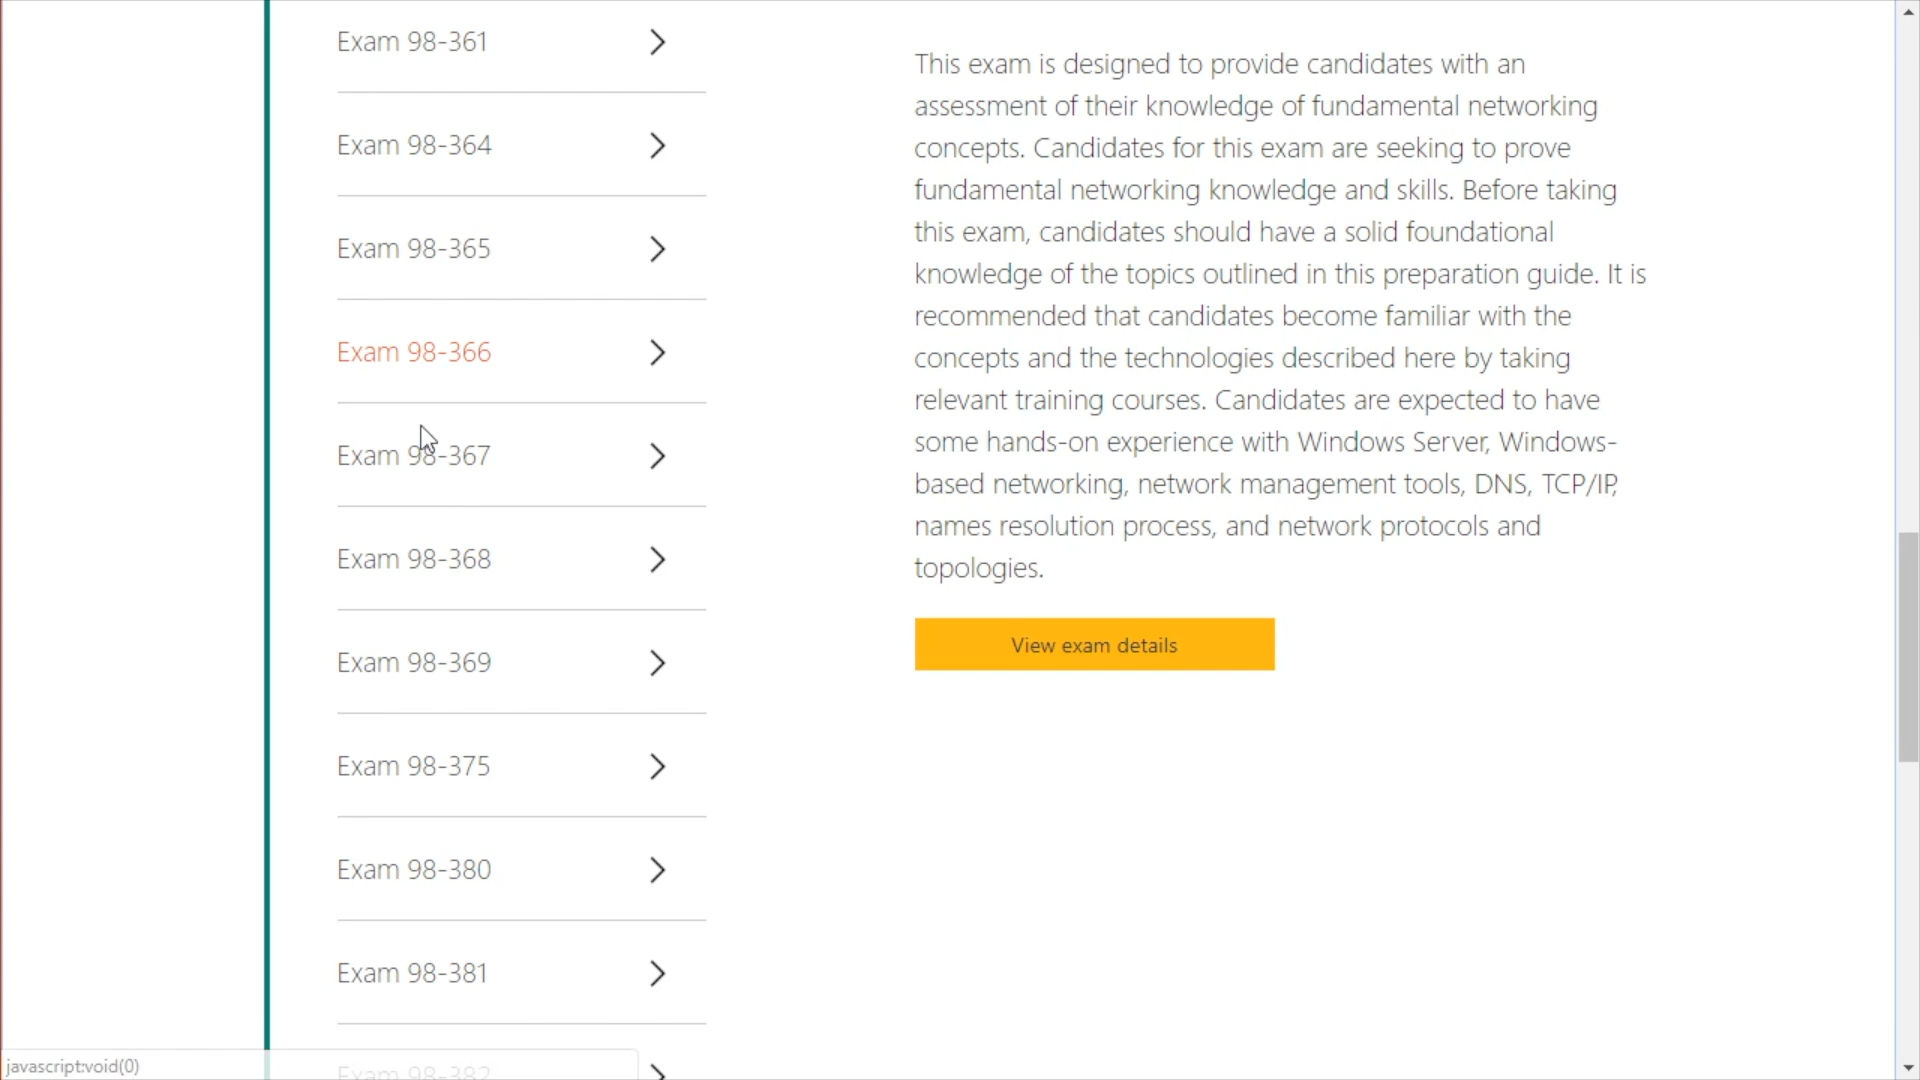 Exam 98-361
Exam 98-364
Exam 98-365
Exam 98-366
Exam 98-367
Exam 98-368
Exam 98-369
Exam 98-375
Exam 98-380
Exam 98-381
Exam 98-382
This exam is designed to provide candidates with an
assessment of their knowledge of fundamental networking
concepts. Candidates for this exam are seeking to prove
fundamental networking knowledge and skills. Before taking
this exam, candidates should have a solid foundational
knowledge of the topics outlined in this preparation guide. It is
recommended that candidates become familiar with the
concepts and the technologies described here by taking
relevant training courses. Candidates are expected to have
some hands-on experience with Windows Server, Windows-
based networking, network management tools, DNS, TCP/IP,
names resolution process, and network protocols and
topologies.
View exam details
javascript:void(0)